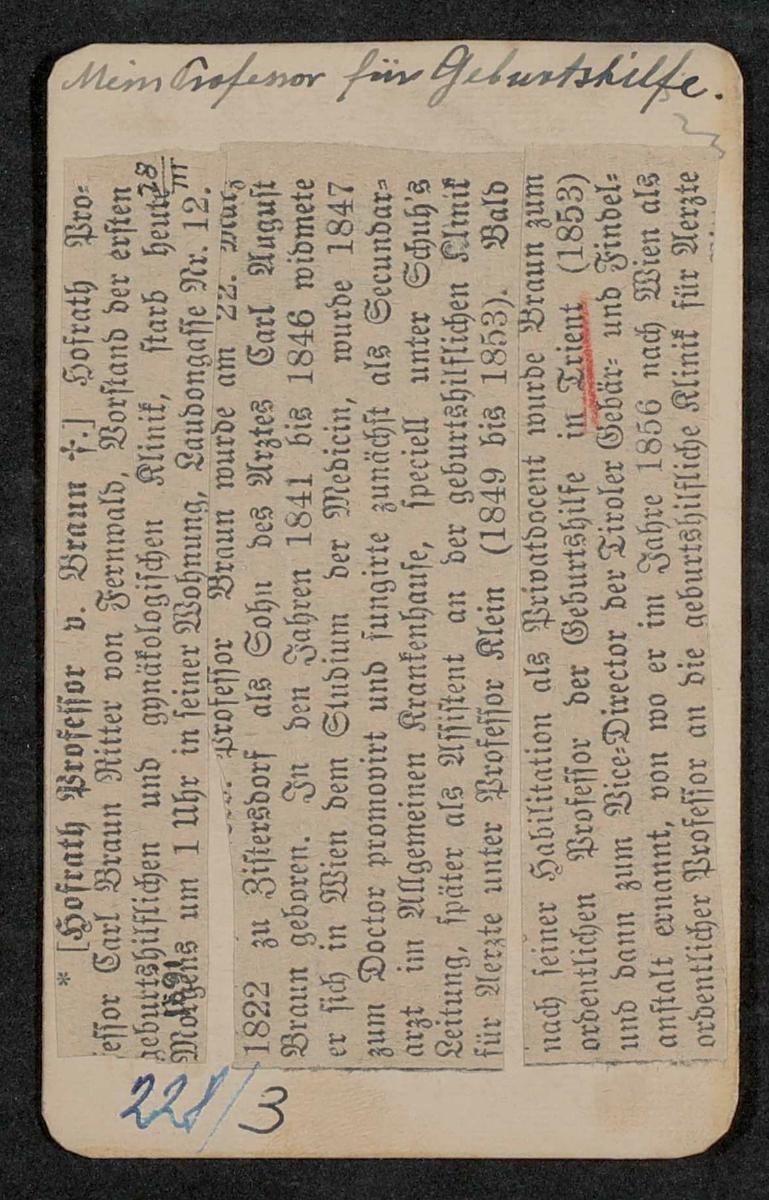 Mein Professor für Geburtshilfe.
* [Hofrath Professor v. Braun †.] Hofrath Pro-
fessor Carl Braun Ritter von Fernwald, Vorstand der ersten
geburtshilflichen und gynäkologischen Klinik, starb heute 28/III
1891
Morgens um 1 Uhr in seiner Wohnung, Laudongasse Nr. 12.
Professor Braun wurde am 22. März
1822 zu Zistersdorf als Sohn des Arztes Carl August
Braun geboren. In den Jahren 1841 bis 1846 widmete
er sich in Wien dem Studium der Medicin, wurde 1847
zum Doctor promovirt und fungirte zunächst als Secundar-
arzt im Allgemeinen Krankenhause, speciell unter Schuh's
Leitung, später als Assistent an der geburtshilflichen Klinik
für Aerzte unter Professor Klein (1849 bis 1853). Bald
nach seiner Habilitation als Privatdocent wurde Braun zum
ordentlichen Professor der Geburtshilfe in Trient (1853)
und dann zum Vice-Director der Tiroler Gebär- und Findel-
anstalt ernannt, von wo er im Jahre 1856 nach Wien als
ordentlicher Professor an die geburtshilfliche Klinik für Aerzte
228/3